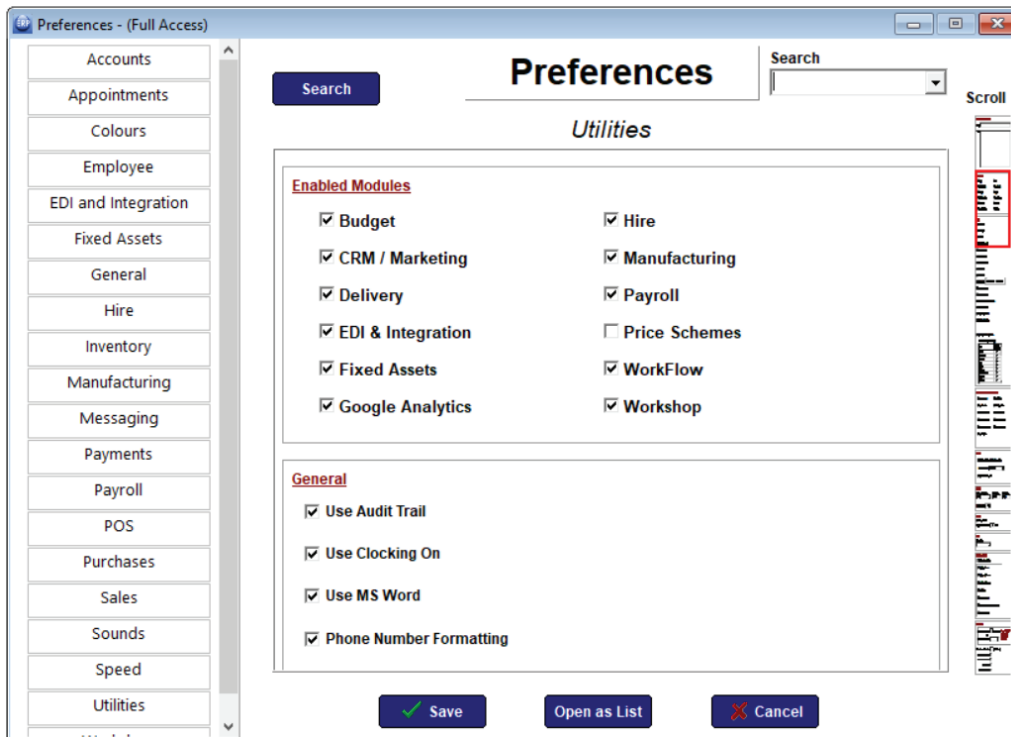 Preferences - (Full Access)
Accounts
Appointments
Colours
Employee
EDI and Integration
Fixed Assets
General
Hire
Inventory
Manufacturing
Messaging
Payments
Payroll
POS
Purchases
Sales
Sounds
Speed
Utilities
Search
Preferences
Search
Scroll
Utilities
Enabled Modules
Budget
Hire
CRM / Marketing
Manufacturing
Delivery
Payroll
EDI & Integration
Price Schemes
Fixed Assets
WorkFlow
Google Analytics
Workshop
General
Use Audit Trail
Use Clocking On
Use MS Word
Phone Number Formatting
Save
Open as List
Cancel